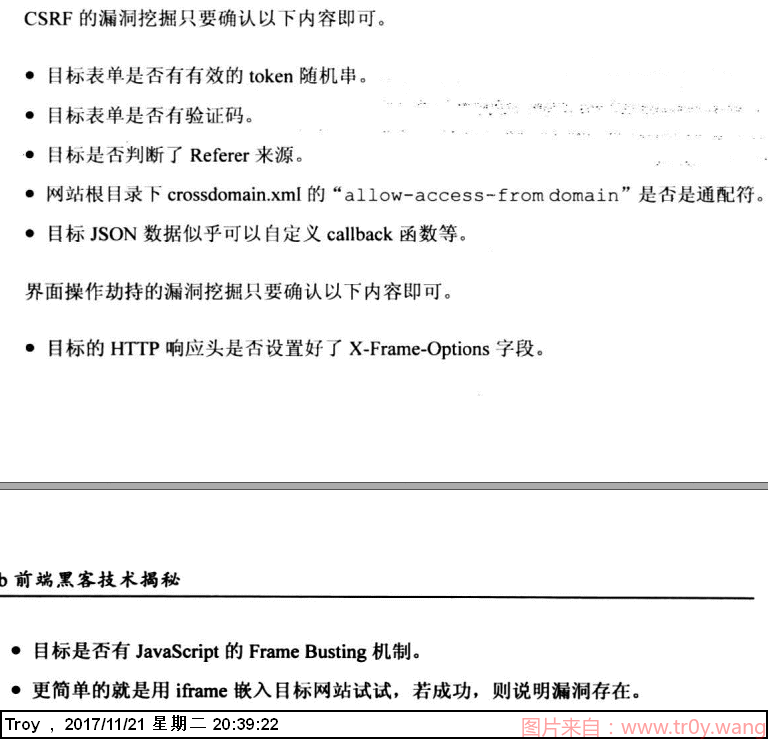 CSRF 的漏洞挖掘只要确认以下内容即可。
● 目标表单是否有有效的 token 随机串。
● 目标表单是否有验证码。
● 目标是否判断了 Referer 来源。
● 网站根目录下 crossdomain.xml 的“allow-access-from domain”是否是通配符。
● 目标 JSON 数据似乎可以自定义 callback 函数等。
界面操作劫持的漏洞挖掘只要确认以下内容即可。
● 目标的 HTTP 响应头是否设置好了 X-Frame-Options 字段。
b 前端黑客技术揭秘
● 目标是否有 JavaScript 的 Frame Busting 机制。
● 更简单的就是用 iframe 嵌入目标网站试试，若成功，则说明漏洞存在。
Troy , 2017/11/21 星期二 20:39:22
图片来自：www.tr0y.wang